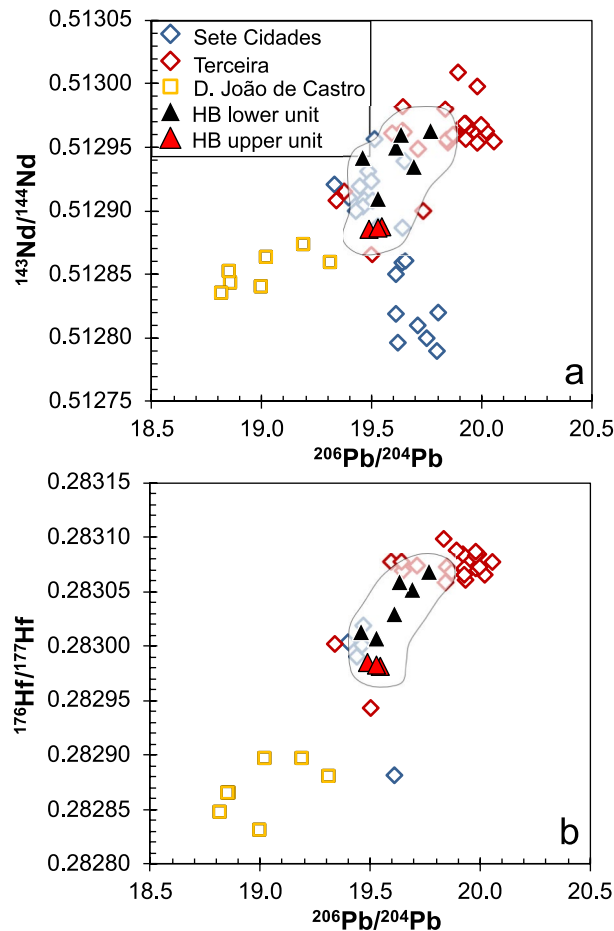 0.51305
0.51300
0.51295
0.51290
0.51285
0.51280
0.51275
¹⁴³Nd/¹⁴⁴Nd
Sete Cidades
Terceira
D. João de Castro
HB lower unit
HB upper unit
a
18.5 19.0 19.5 20.0 20.5
²⁰⁶Pb/²⁰⁴Pb
0.28315
0.28310
0.28305
0.28300
0.28295
0.28290
0.28285
0.28280
¹⁷⁶Hf/¹⁷⁷Hf
b
18.5 19.0 19.5 20.0 20.5
²⁰⁶Pb/²⁰⁴Pb